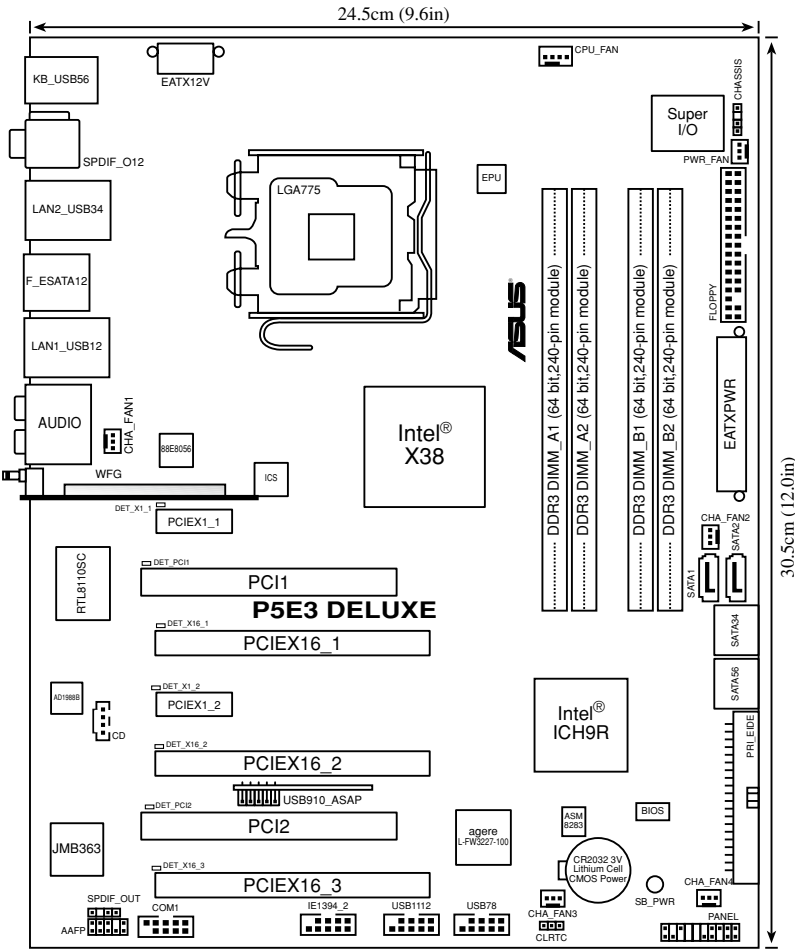 24.5cm (9.6in)
KB_USB56
EATX12V
CPU_FAN
CHASSIS
Super
I/O
PWR_FAN
SPDIF_O12
LGA775
EPU
LAN2_USB34
F_ESATA12
LAN1_USB12
FLOPPY
ASUS
DDR3 DIMM_A1 (64 bit,240-pin module)
DDR3 DIMM_A2 (64 bit,240-pin module)
DDR3 DIMM_B1 (64 bit,240-pin module)
DDR3 DIMM_B2 (64 bit,240-pin module)
EATXPWR
30.5cm (12.0in)
AUDIO
CHA_FAN1
88E8056
Intel®
X38
WFG
ICS
DET_X1_1
PCIEX1_1
CHA_FAN2
SATA2
SATA1
RTL8110SC
DET_PCI1
PCI1
P5E3 DELUXE
DET_X16_1
PCIEX16_1
SATA34
SATA56
AD1988B
CD
DET_X1_2
PCIEX1_2
Intel®
ICH9R
PRI_EIDE
DET_X16_2
PCIEX16_2
USB910_ASAP
DET_PCI2
PCI2
JMB363
agere
L-FW3227-100
ASM
8283
BIOS
CR2032 3V
Lithium Cell
CMOS Power
DET_X16_3
PCIEX16_3
SB_PWR
CHA_FAN4
SPDIF_OUT
AAFP
COM1
IE1394_2
USB1112
USB78
CHA_FAN3
CLRTC
PANEL